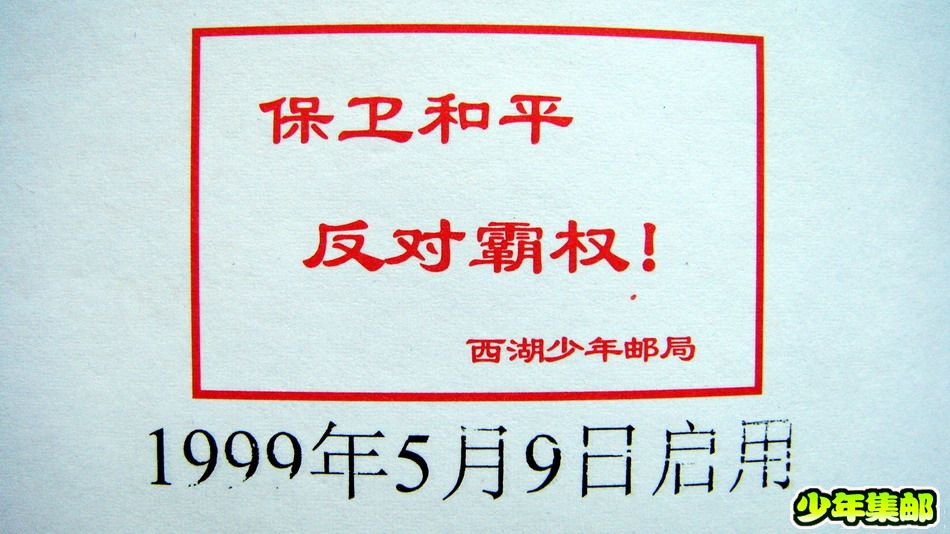 保卫和平
反对霸权！
西湖少年邮局
1999年5月9日启用
少年集邮